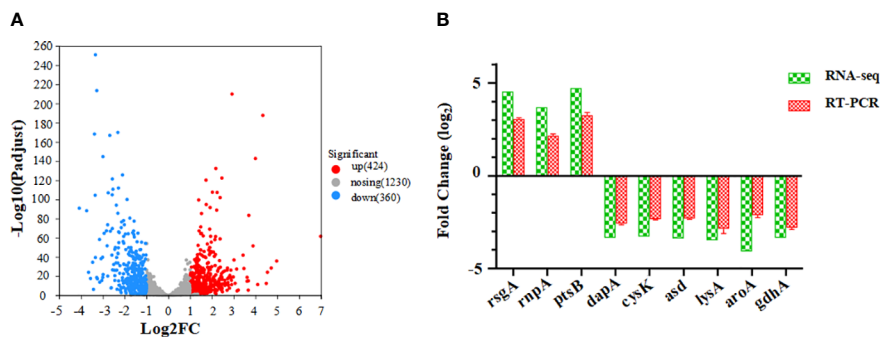 A
260
240
220
200
180
160
140
120
100
80
60
40
20
0
-Log10(Padjust)
-5 -4 -3 -2 -1 0 1 2 3 4 5 6 7
Log2FC
Significant
up(424)
nosing(1230)
down(360)
B
5
0
-5
Fold Change (log2)
rsgA rnpA ptsB dapA cysK asd lysA aroA gdhA
RNA-seq
RT-PCR